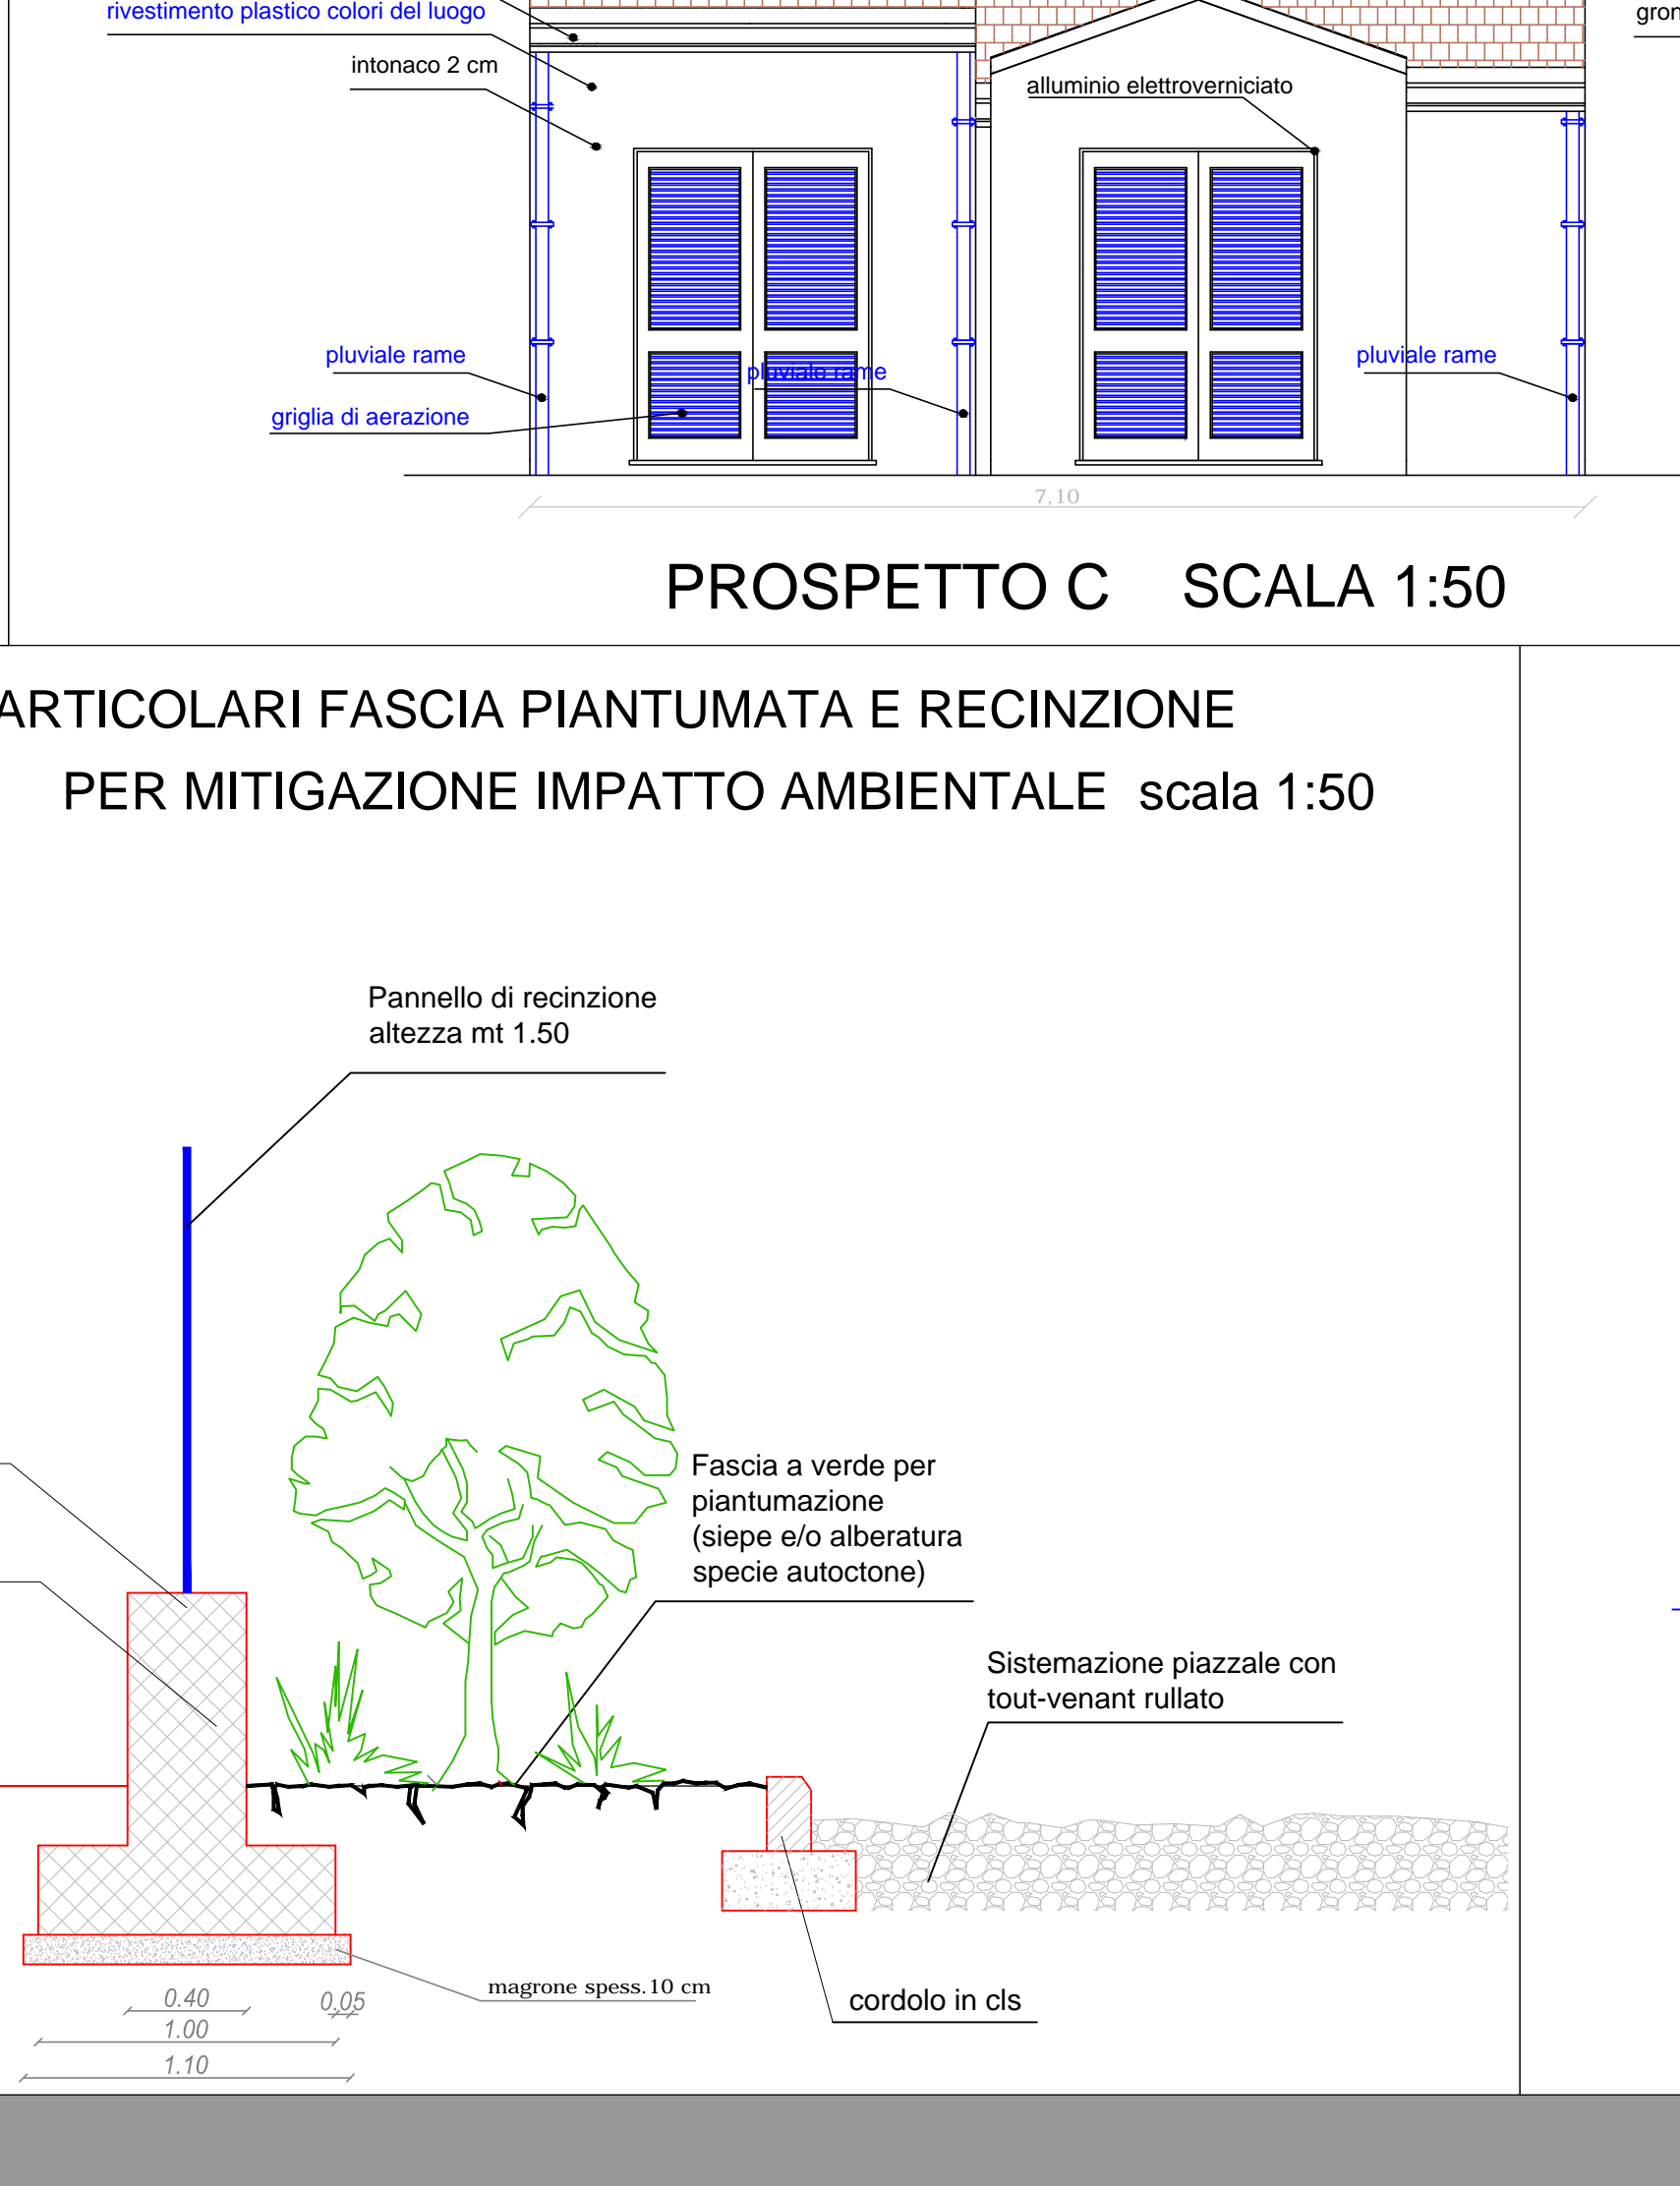 rivestimento plastico colori del luogo
gron
intonaco 2 cm
alluminio elettroverniciato
pluviale rame
pluviale rame
pluviale rame
griglia di aerazione
7,10
PROSPETTO C SCALA 1:50
ARTICOLARI FASCIA PIANTUMATA E RECINZIONE
PER MITIGAZIONE IMPATTO AMBIENTALE scala 1:50
Pannello di recinzione
altezza mt 1.50
Fascia a verde per
piantumazione
(siepe e/o alberatura
specie autoctone)
Sistemazione piazzale con
tout-venant rullato
magrone spess.10 cm
cordolo in cls
0.40
0.05
1.00
1.10